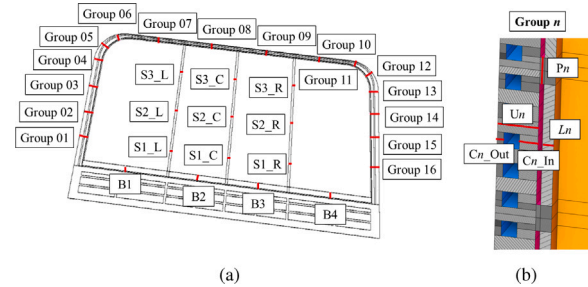 Group 06
Group 07
Group 08
Group 09
Group 10
Group 05
Group 04
Group 03
Group 02
Group 01
S3_L
S3_C
S3_R
Group 11
S2_L
S2_C
S2_R
S1_L
S1_C
S1_R
Group 12
Group 13
Group 14
Group 15
Group 16
B1
B2
B3
B4
(a)
Group n
Pn
Un
Ln
Cn_Out
Cn_In
(b)